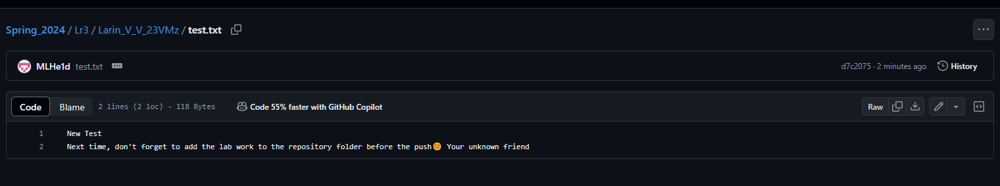 Spring_2024 / Lr3 / Larin_V_V_23VMz / test.txt
MLHe1d test.txt d7c2075 · 2 minutes ago History
Code Blame 2 lines (2 loc) · 118 Bytes Code 55% faster with GitHub Copilot Raw
1 New Test
2 Next time, don't forget to add the lab work to the repository folder before the push😊 Your unknown friend